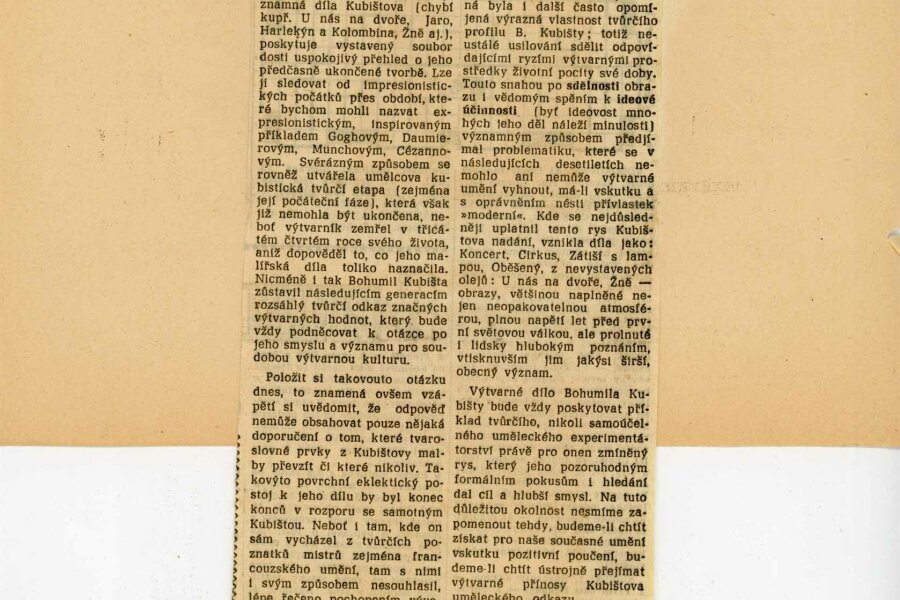 známná díla Kubištova (chybí
kupř. U nás na dvoře, Jaro,
Harlekýn a Kolombína, Žně aj.),
poskytuje vystavený soubor
dosti uspokojivý přehled o jeho
předčasně ukončené tvorbě. Lze
ji sledovat od impresionistic-
kých počátků přes období, kte-
ré bychom mohli nazvat ex-
presionistickým, inspirovaným
příkladem Goghovým, Daumie-
rovým, Munchovým, Cézanno-
vým. Svérázným způsobem se
rovněž utvářela umělcova ku-
bistická tvůrčí etapa (zejména
její počáteční fáze), která však
již nemohla být ukončena, ne-
boť výtvarník zemřel v třicá-
tém čtvrtém roce svého života,
aniž dopověděl to, co jeho ma-
lířská díla toliko naznačila.
Nicméně i tak Bohumil Kubišta
zůstavil následujícím generacím
rozsáhlý tvůrčí odkaz značných
výtvarných hodnot, který bude
vždy podněcovat k otázce po
jeho smyslu a významu pro sou-
dobou výtvarnou kulturu.
Položit si takovouto otázku
dnes, to znamená ovšem vzá-
pětí si uvědomit, že odpověď
nemůže obsahovat pouze nějaká
doporučení o tom, které tvaro-
slovné prvky z Kubištovy mal-
by převzít či které nikoliv. Ta-
kovýto povrchní eklektický po-
stoj k jeho dílu by byl konec
konců v rozporu se samotným
Kubištou. Neboť i tam, kde on
sám vycházel z tvůrčích po-
znatků mistrů zejména fran-
couzského umění, tam s nimi
i svým způsobem nesouhlasil,
lépe řečeno pochopením vývo-
ná byla i další často opomí-
jená výrazná vlastnost tvůrčího
profilu B. Kubišty; totiž ne-
ustálé usilování sdělit odpoví-
dajícími ryzími výtvarnými pro-
středky životní pocity své doby.
Touto snahou po sdělnosti obra-
zu i vědomým spěním k ideové
účinnosti (byť ideovost mno-
hých jeho děl náleží minulosti)
významným způsobem předjí-
mal problematiku, které se v
následujících desetiletích ne-
mohlo ani nemůže výtvarné
umění vyhnout, má-li vskutku a
s oprávněním nésti přívlastek
»moderní«. Kde se nejdůsled-
něji uplatnil tento rys Kubiš-
tova nadání, vznikla díla jako:
Koncert, Cirkus, Zátiší s lam-
pou, Oběšený, z nevystavených
olejů: U nás na dvoře, Žně —
obrazy, většinou naplněné ne-
jen neopakovatelnou atmosfé-
rou, plnou napětí let před prv-
ní světovou válkou, ale prolnuté
i lidsky hlubokým poznáním,
vtisknuvším jim jakýsi širší,
obecný význam.
Výtvarné dílo Bohumila Ku-
bišty bude vždy poskytovat pří-
klad tvůrčího, nikoli samoúčel-
ného uměleckého experimentá-
torství právě pro onen zmíněný
rys, který jeho pozoruhodným
formálním pokusům i hledání
dal cíl a hlubší smysl. Na tuto
důležitou okolnost nesmíme za-
pomenout tehdy, budeme-li chtít
získat pro naše současné umění
vskutku pozitivní poučení, bu-
deme-li chtít ústrojně přejímat
výtvarné přínosy Kubištova
uměleckého odkazu.